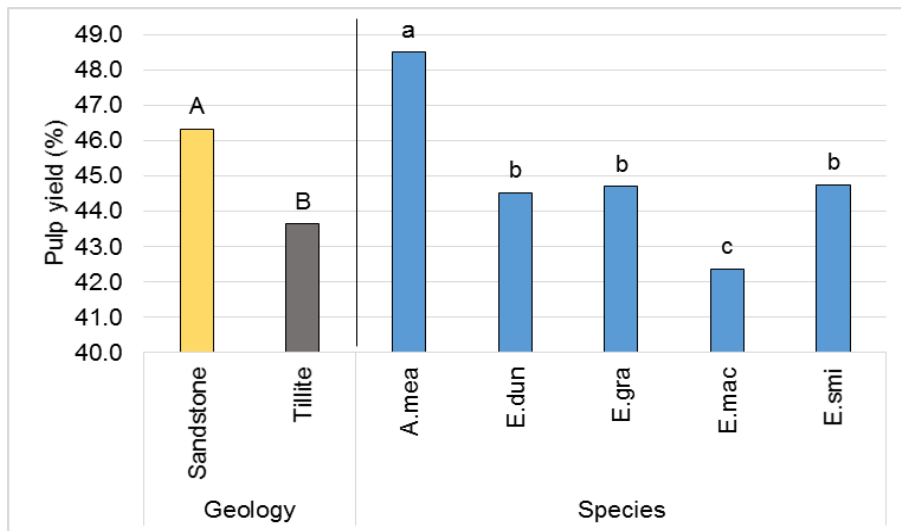 Pulp yield (%)
49.0
48.0
47.0
46.0
45.0
44.0
43.0
42.0
41.0
40.0
A
B
a
b
b
c
b
Sandstone
Tillite
A.mea
E.dun
E.gra
E.mac
E.smi
Geology
Species